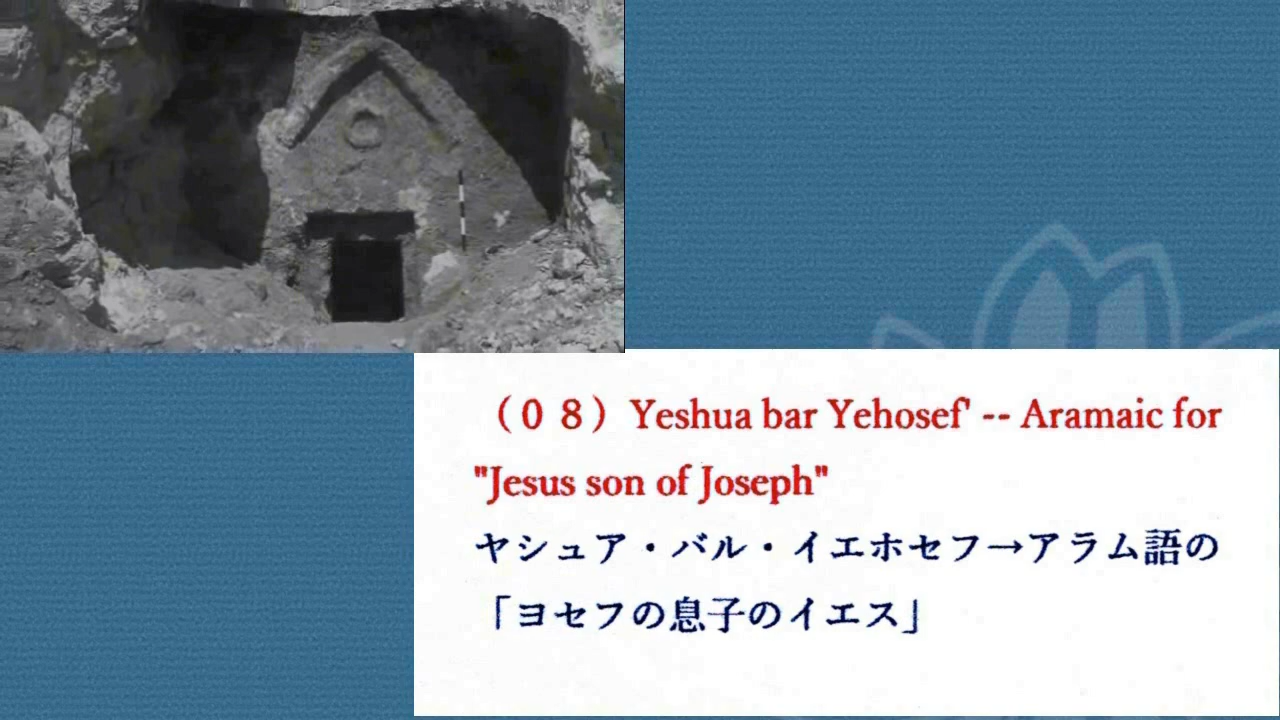 （０８）Yeshua bar Yehosef' -- Aramaic for
"Jesus son of Joseph"
ヤシュア・バル・イエホセフ→アラム語の
「ヨセフの息子のイエス」